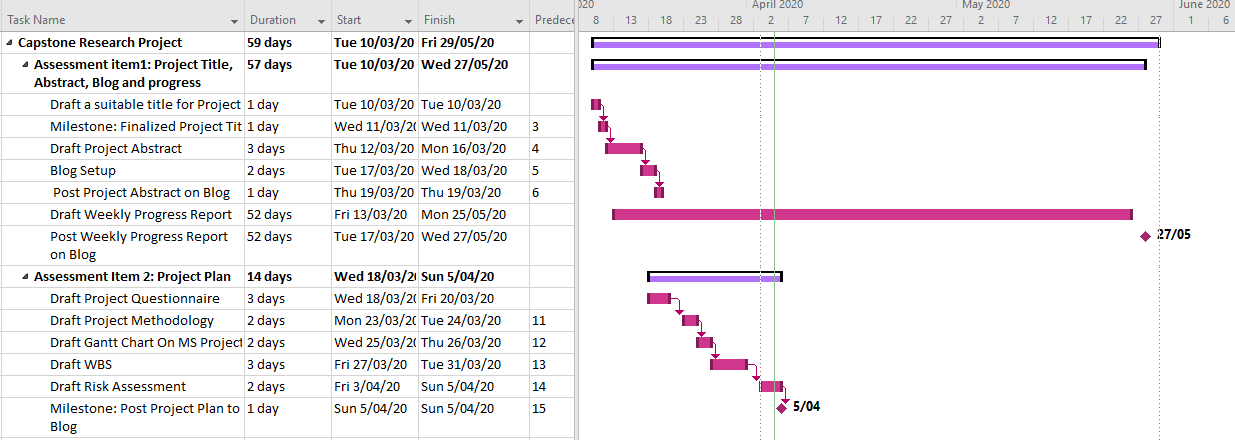 020 April 2020 May 2020 June 2020
Task Name Duration Start Finish Predece 8 13 18 23 28 2 7 12 17 22 27 2 7 12 17 22 27 1 6
Capstone Research Project 59 days Tue 10/03/20 Fri 29/05/20
Assessment item1: Project Title, 57 days Tue 10/03/20 Wed 27/05/20
Abstract, Blog and progress
Draft a suitable title for Project 1 day Tue 10/03/20 Tue 10/03/20
Milestone: Finalized Project Tit 1 day Wed 11/03/20 Wed 11/03/20 3
Draft Project Abstract 3 days Thu 12/03/20 Mon 16/03/20 4
Blog Setup 2 days Tue 17/03/20 Wed 18/03/20 5
Post Project Abstract on Blog 1 day Thu 19/03/20 Thu 19/03/20 6
Draft Weekly Progress Report 52 days Fri 13/03/20 Mon 25/05/20
Post Weekly Progress Report 52 days Tue 17/03/20 Wed 27/05/20 27/05
on Blog
Assessment Item 2: Project Plan 14 days Wed 18/03/20 Sun 5/04/20
Draft Project Questionnaire 3 days Wed 18/03/20 Fri 20/03/20
Draft Project Methodology 2 days Mon 23/03/20 Tue 24/03/20 11
Draft Gantt Chart On MS Project 2 days Wed 25/03/20 Thu 26/03/20 12
Draft WBS 3 days Fri 27/03/20 Tue 31/03/20 13
Draft Risk Assessment 2 days Fri 3/04/20 Sun 5/04/20 14
Milestone: Post Project Plan to 1 day Sun 5/04/20 Sun 5/04/20 15 5/04
Blog